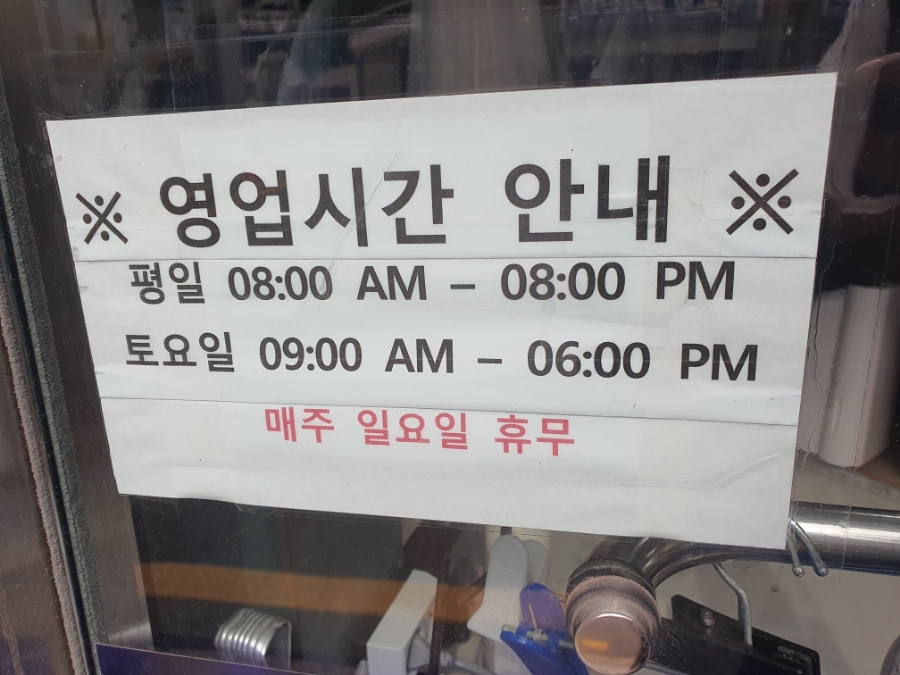 ※ 영업시간 안내 ※
평일 08:00 AM – 08:00 PM
토요일 09:00 AM – 06:00 PM
매주 일요일 휴무